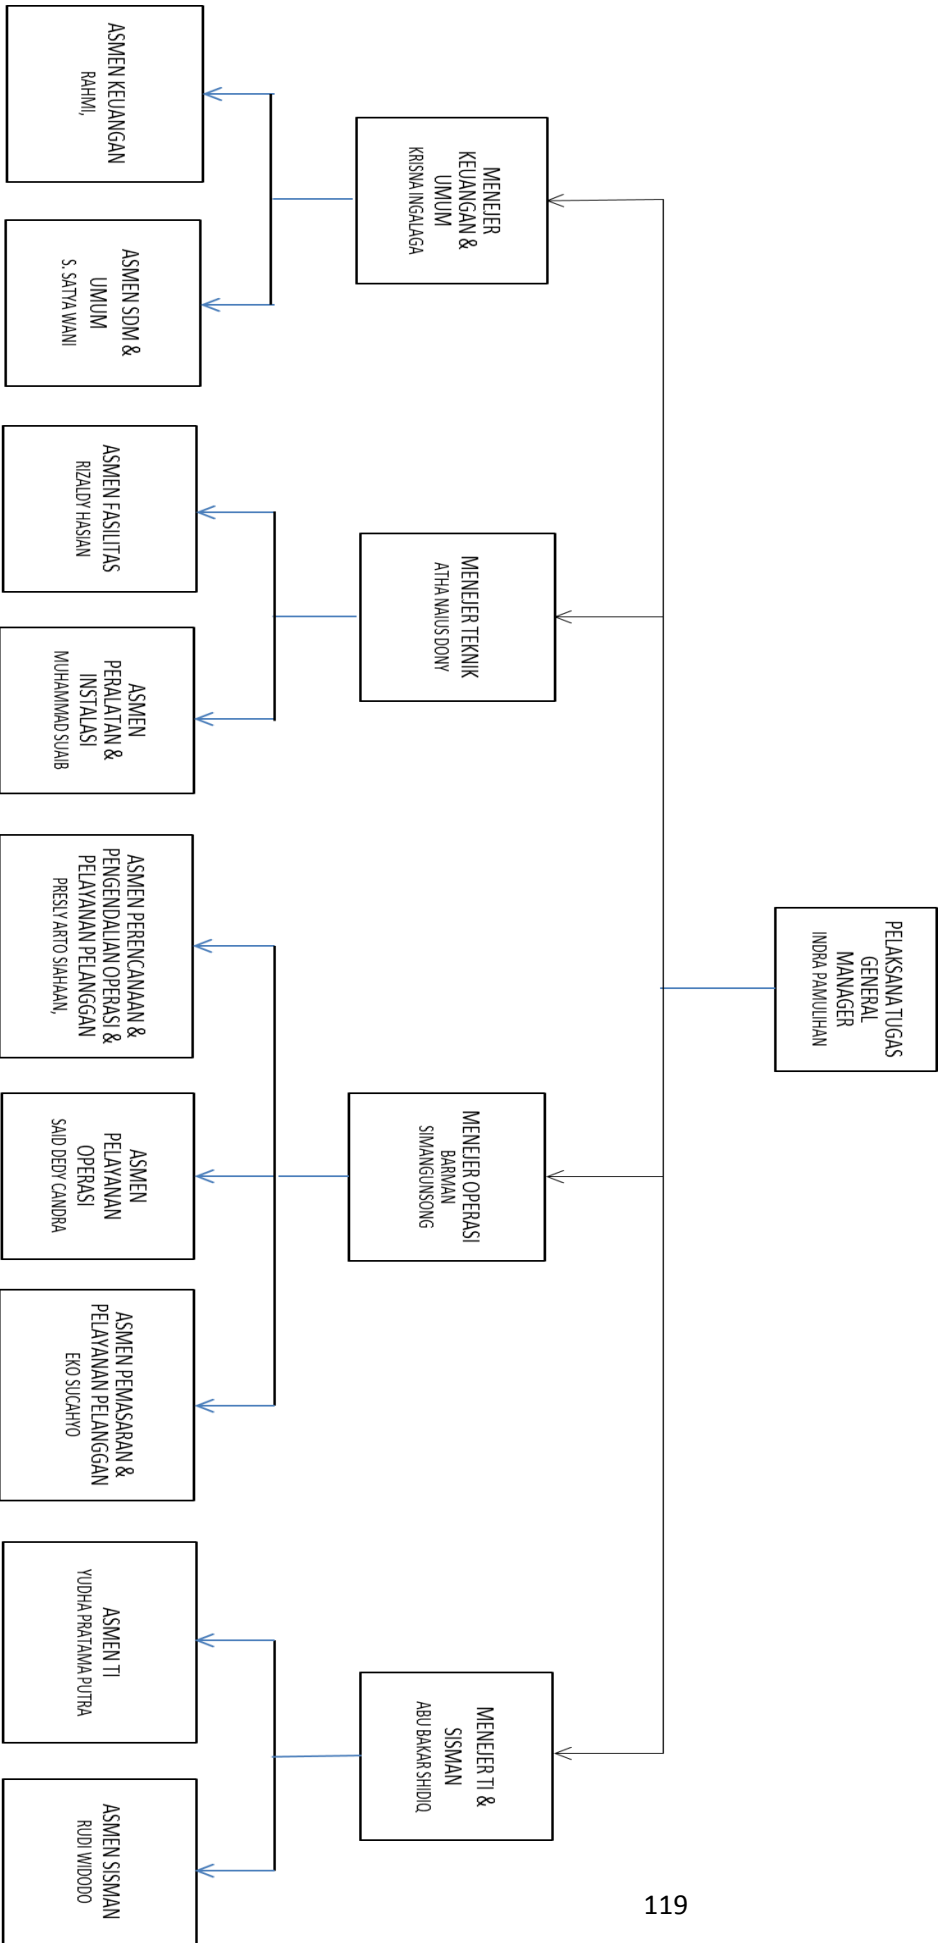 PELAKSANA TUGAS
GENERAL
MANAGER
INDRA PAMULIHAN
MENEJER
KEUANGAN &
UMUM
KRISNA INGALAGA
MENEJER TEKNIK
ATHA NAIUS DONY
MENEJER OPERASI
BARMAN
SIMANGUNSONG
MENEJER TI &
SISMAN
ABU BAKAR SHIDIQ
ASMEN KEUANGAN
RAHMI,
ASMEN SDM &
UMUM
S. SATYA WANI
ASMEN FASILITAS
RIZALDY HASIAN
ASMEN
PERALATAN &
INSTALASI
MUHAMMAD SUAIB
ASMEN PERENCANAAN &
PENGENDALIAN OPERASI &
PELAYANAN PELANGGAN
PRESLY ARTO SIAHAAN,
ASMEN
PELAYANAN
OPERASI
SAID DEDY CANDRA
ASMEN PEMASARAN &
PELAYANAN PELANGGAN
EKO SUCAHYO
ASMEN TI
YUDHA PRATAMA PUTRA
ASMEN SISMAN
RUDI WIDODO
119